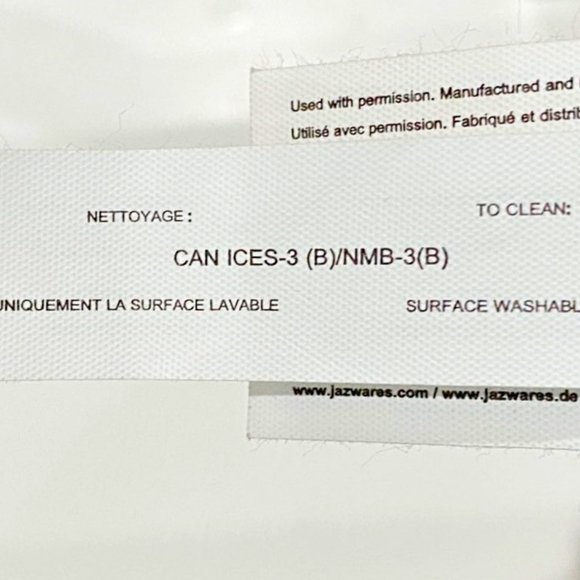 Used with permission. Manufactured and
Utilisé avec permission. Fabriqué et
NETTOYAGE :
TO CLEAN:
CAN ICES-3 (B)/NMB-3(B)
UNIQUEMENT LA SURFACE LAVABLE
SURFACE WASHABL
www.jazwares.com / www.jazwares.de